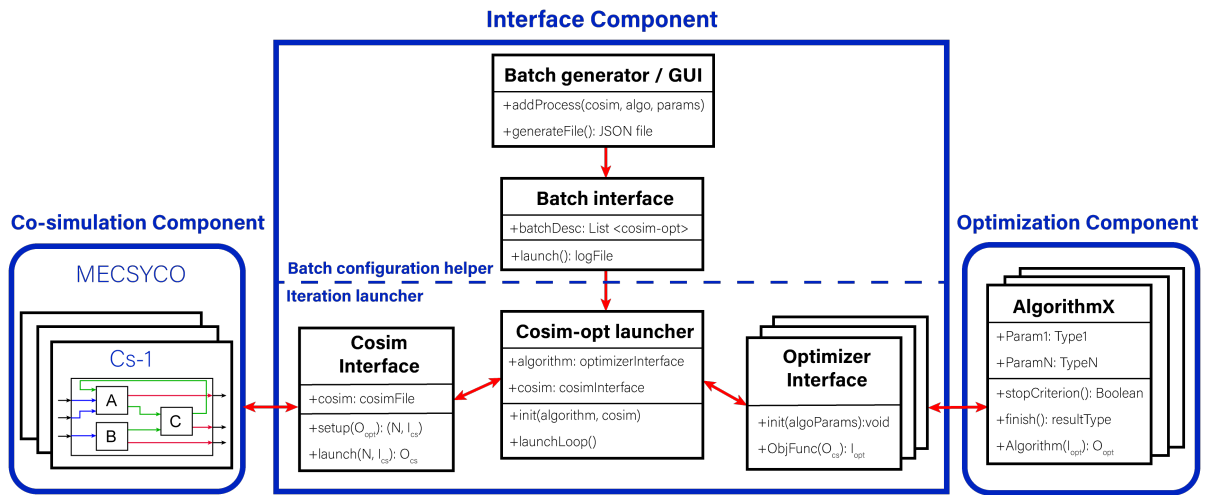 Interface Component
Batch generator / GUI
+addProcess(cosim, algo, params)
+generateFile(): JSON file
Batch interface
+batchDesc: List <cosim-opt>
+launch(): logFile
Batch configuration helper
Iteration launcher
Co-simulation Component
MECSYCO
Cs-1
A
B
C
Cosim
Interface
+cosim: cosimFile
+setup(Oopt): (N, Ics)
+launch(N, Ics): Ocs
Cosim-opt launcher
+algorithm: optimizerInterface
+cosim: cosimInterface
+init(algorithm, cosim)
+launchLoop()
Optimizer
Interface
+init(algoParams):void
+ObjFunc(Ocs): Iopt
Optimization Component
AlgorithmX
+Param1: Type1
+ParamN: TypeN
+stopCriterion(): Boolean
+finish(): resultType
+Algorithm(Iopt): Oopt